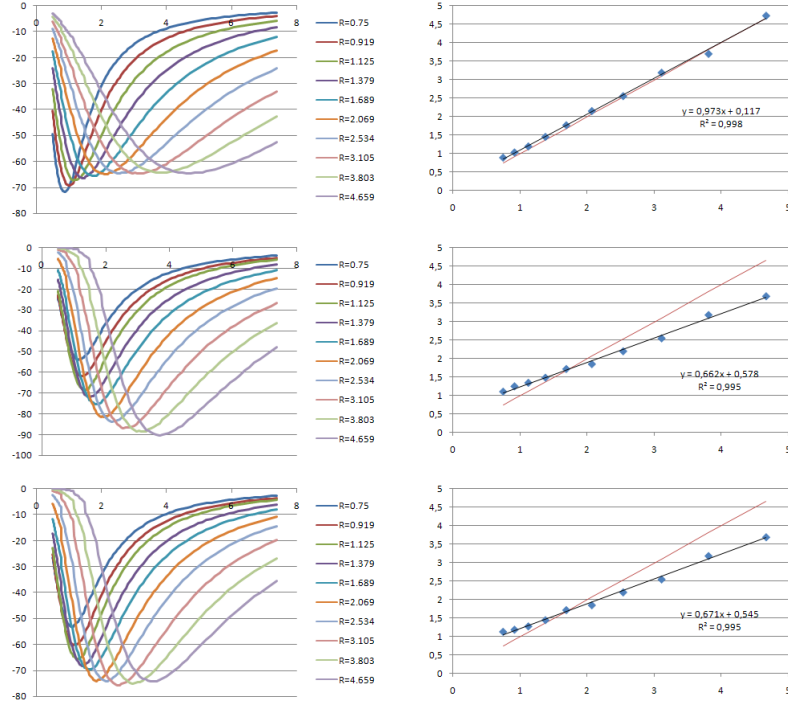 0 2 4 6 8
0
-10
-20
-30
-40
-50
-60
-70
-80
R=0.75
R=0.919
R=1.125
R=1.379
R=1.689
R=2.069
R=2.534
R=3.105
R=3.803
R=4.659
5
4,5
4
3,5
3
2,5
2
1,5
1
0,5
0
0 1 2 3 4 5
y = 0,973x + 0,117
R² = 0,998
0 2 4 6 8
0
-10
-20
-30
-40
-50
-60
-70
-80
-90
-100
R=0.75
R=0.919
R=1.125
R=1.379
R=1.689
R=2.069
R=2.534
R=3.105
R=3.803
R=4.659
5
4,5
4
3,5
3
2,5
2
1,5
1
0,5
0
0 1 2 3 4 5
y = 0,662x + 0,578
R² = 0,995
0 2 4 6 8
0
-10
-20
-30
-40
-50
-60
-70
-80
R=0.75
R=0.919
R=1.125
R=1.379
R=1.689
R=2.069
R=2.534
R=3.105
R=3.803
R=4.659
5
4,5
4
3,5
3
2,5
2
1,5
1
0,5
0
0 1 2 3 4 5
y = 0,671x + 0,545
R² = 0,995